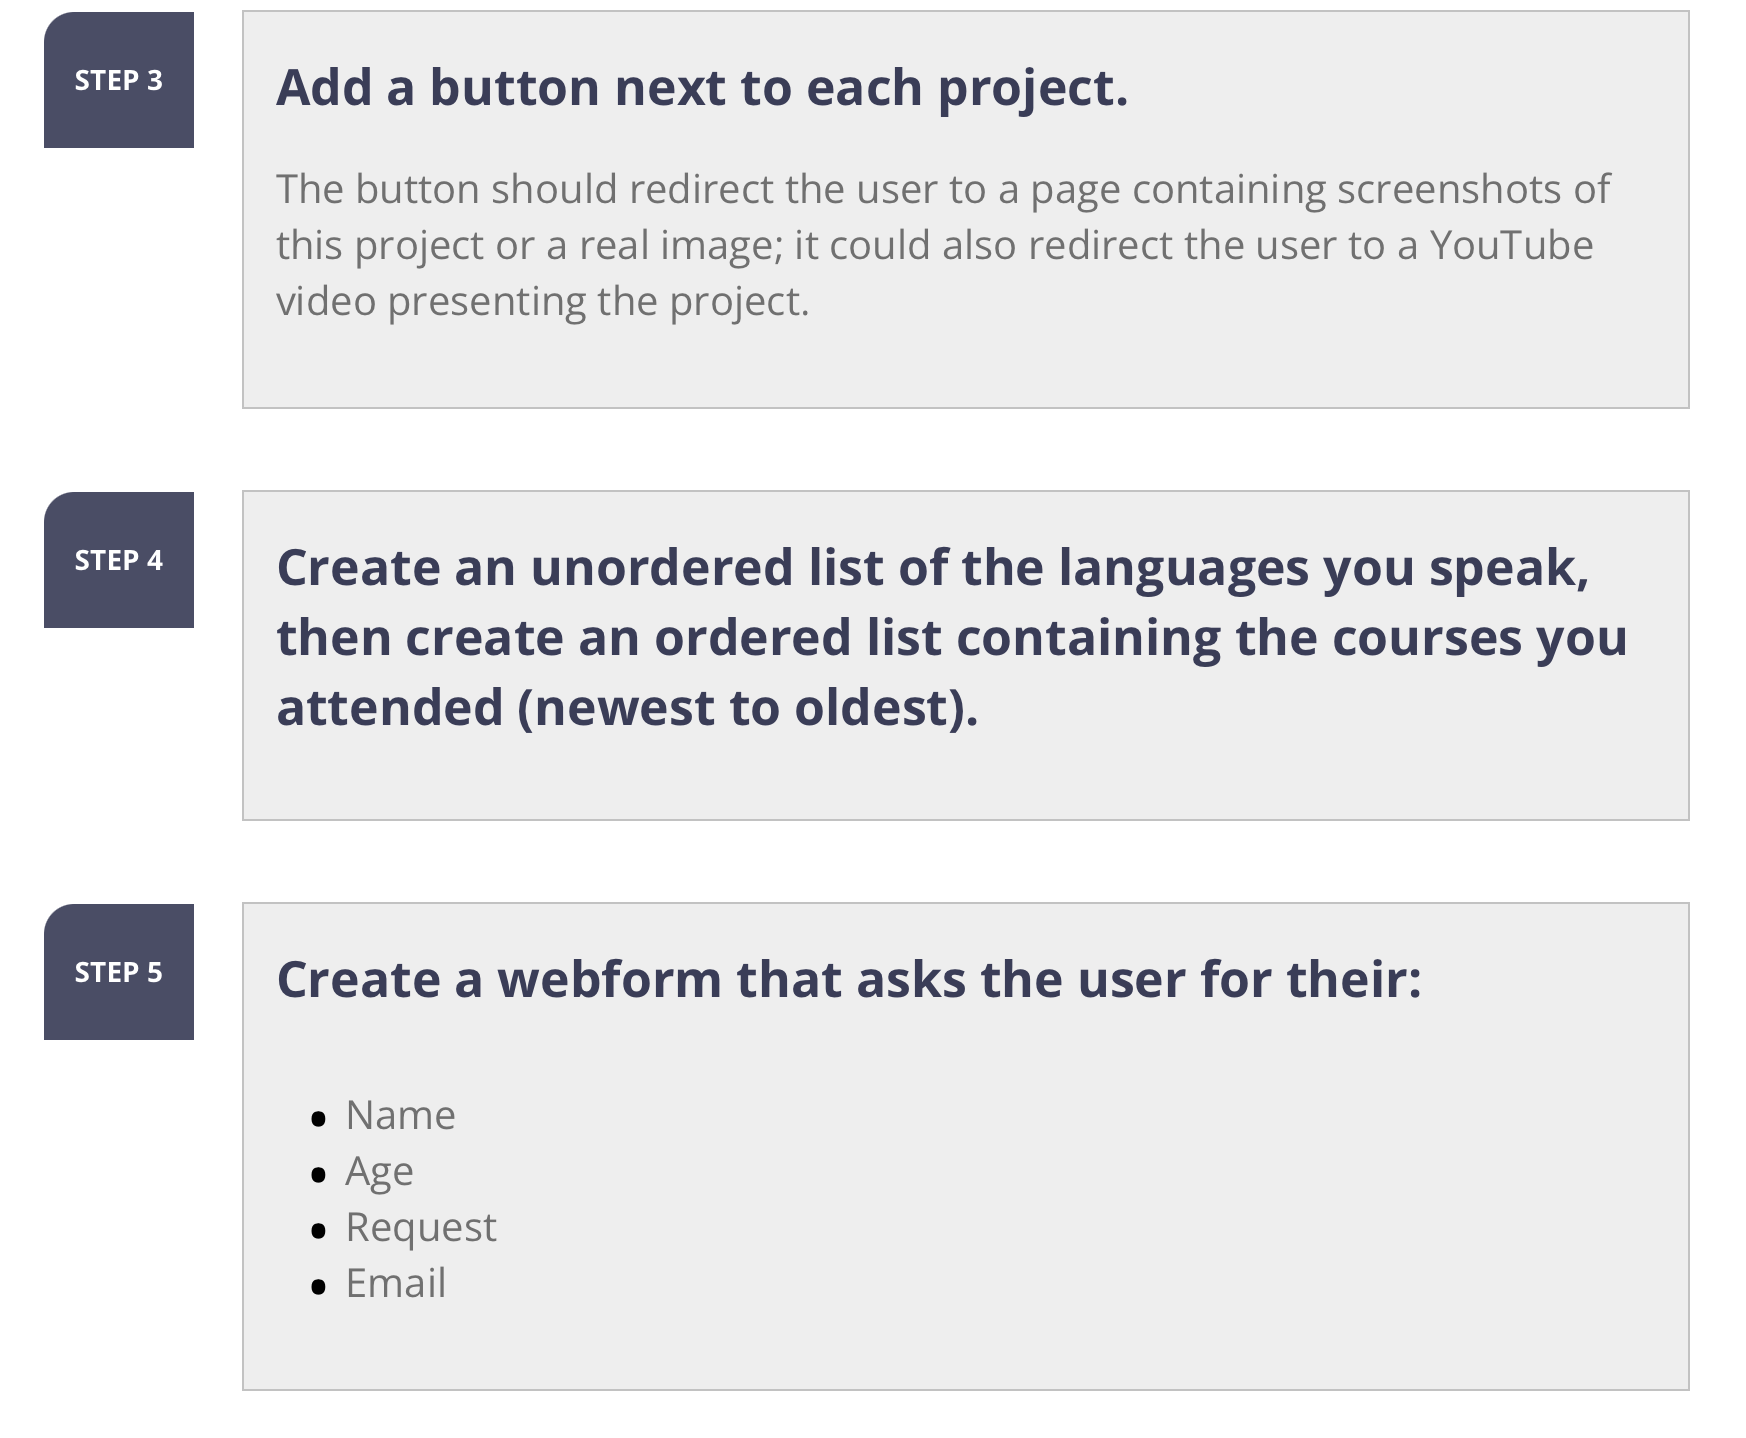 STEP 3
Add a button next to each project.
The button should redirect the user to a page containing screenshots of
this project or a real image; it could also redirect the user to a YouTube
video presenting the project.
STEP 4
Create an unordered list of the languages you speak,
then create an ordered list containing the courses you
attended (newest to oldest).
STEP 5
Create a webform that asks the user for their:
• Name
• Age
• Request
• Email